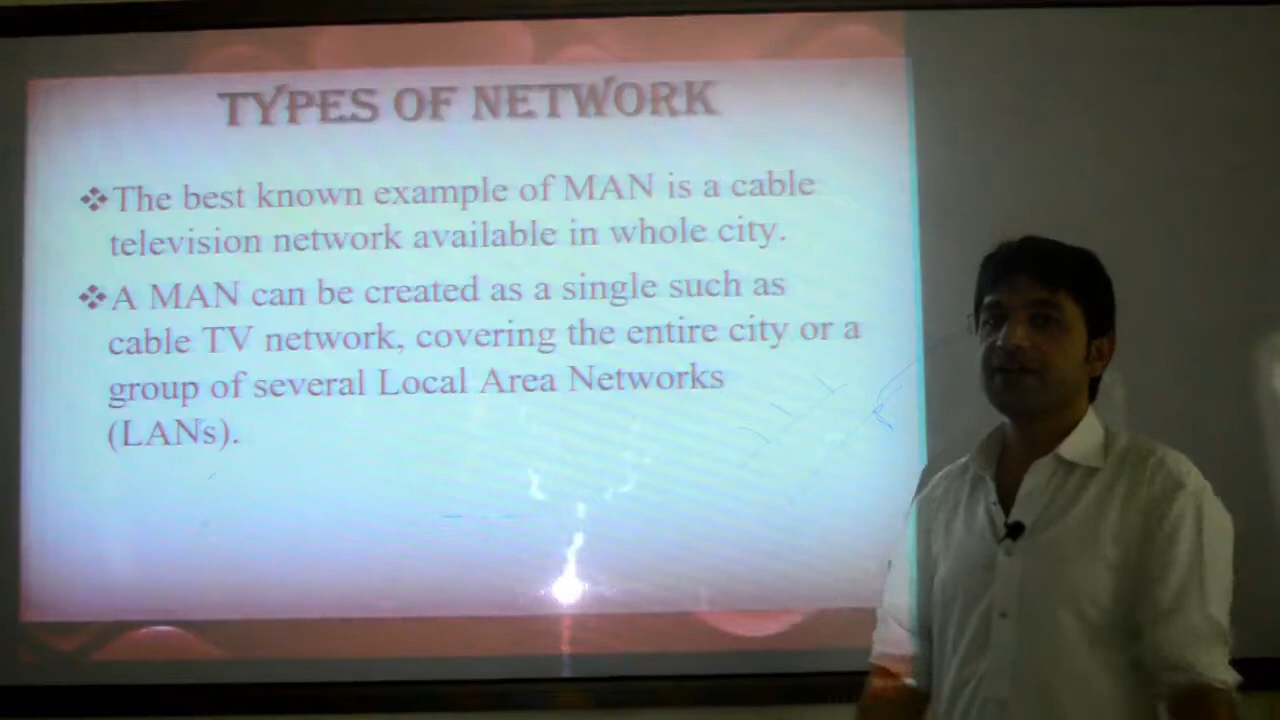 TYPES OF NETWORK
❖The best known example of MAN is a cable
television network available in whole city.
❖A MAN can be created as a single such as
cable TV network, covering the entire city or a
group of several Local Area Networks
(LANs).